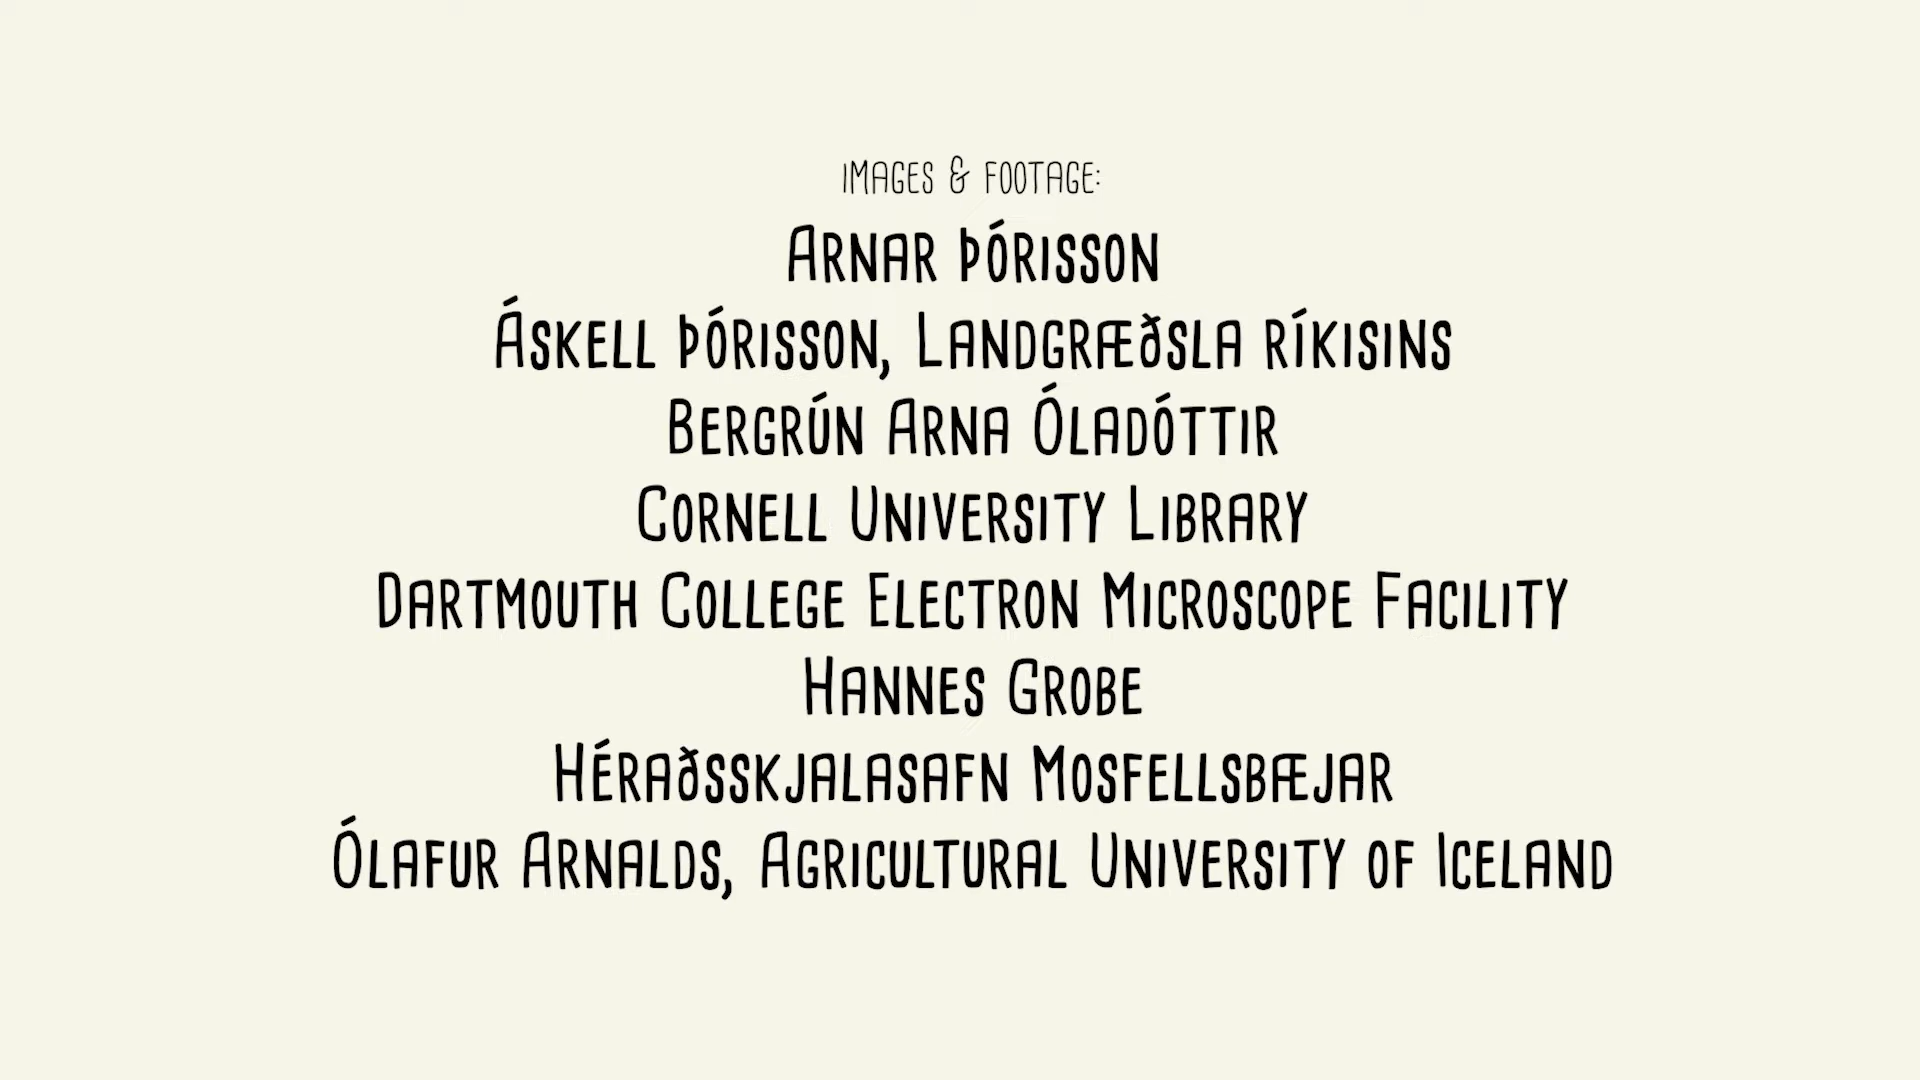 IMAGES & FOOTAGE:
ARNAR ÞÓRISSON
ÁSKELL ÞÓRISSON, LANDGRÆÐSLA RÍKISINS
BERGRÚN ARNA ÓLADÓTTIR
CORNELL UNIVERSITY LIBRARY
DARTMOUTH COLLEGE ELECTRON MICROSCOPE FACILITY
HANNES GROBE
HÉRAÐSSKJALASAFN MOSFELLSBÆJAR
ÓLAFUR ARNALDS, AGRICULTURAL UNIVERSITY OF ICELAND